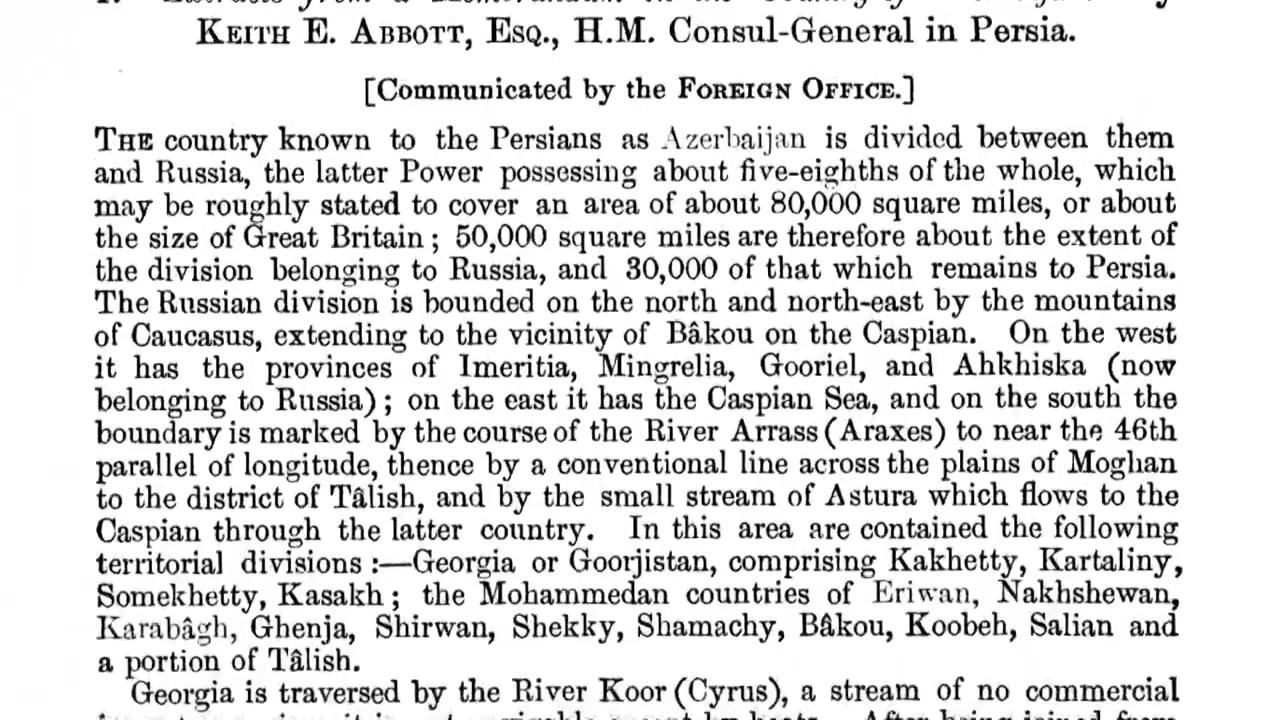 KEITH E. ABBOTT, ESQ., H.M. Consul-General in Persia.
[Communicated by the FOREIGN OFFICE.]
THE country known to the Persians as Azerbaijan is divided between them
and Russia, the latter Power possessing about five-eighths of the whole, which
may be roughly stated to cover an area of about 80,000 square miles, or about
the size of Great Britain; 50,000 square miles are therefore about the extent of
the division belonging to Russia, and 30,000 of that which remains to Persia.
The Russian division is bounded on the north and north-east by the mountains
of Caucasus, extending to the vicinity of Bâkou on the Caspian. On the west
it has the provinces of Imeritia, Mingrelia, Gooriel, and Ahkhiska (now
belonging to Russia); on the east it has the Caspian Sea, and on the south the
boundary is marked by the course of the River Arrass (Araxes) to near the 46th
parallel of longitude, thence by a conventional line across the plains of Moghan
to the district of Tâlish, and by the small stream of Astura which flows to the
Caspian through the latter country. In this area are contained the following
territorial divisions :—Georgia or Goorjistan, comprising Kakhetty, Kartaliny,
Somekhetty, Kasakh; the Mohammedan countries of Eriwan, Nakhshewan,
Karabâgh, Ghenja, Shirwan, Shekky, Shamachy, Bâkou, Koobeh, Salian and
a portion of Tâlish.
Georgia is traversed by the River Koor (Cyrus), a stream of no commercial